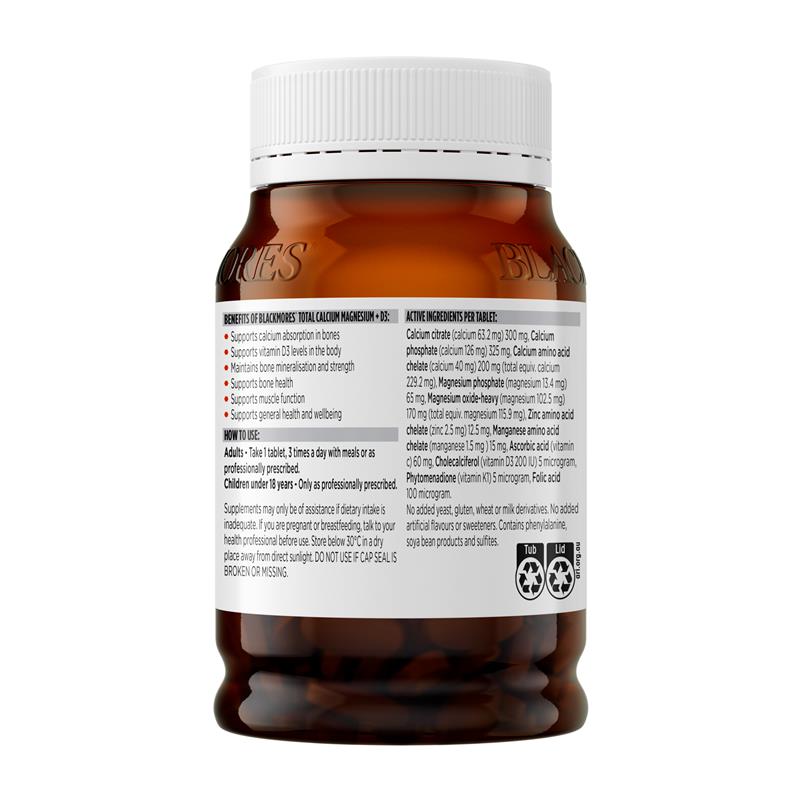 BLACKMORES
BENEFITS OF BLACKMORES® TOTAL CALCIUM MAGNESIUM + D3:
• Supports calcium absorption in bones
• Supports vitamin D3 levels in the body
• Maintains bone mineralisation and strength
• Supports bone health
• Supports muscle function
• Supports general health and wellbeing
HOW TO USE:
Adults - Take 1 tablet, 3 times a day with meals or as
professionally prescribed.
Children under 18 years - Only as professionally prescribed.
Supplements may only be of assistance if dietary intake is
inadequate. If you are pregnant or breastfeeding, talk to your
health professional before use. Store below 30°C in a dry
place away from direct sunlight. DO NOT USE IF CAP SEAL IS
BROKEN OR MISSING.
ACTIVE INGREDIENTS PER TABLET:
Calcium citrate (calcium 63.2 mg) 300 mg, Calcium
phosphate (calcium 126 mg) 325 mg, Calcium amino acid
chelate (calcium 40 mg) 200 mg (total equiv. calcium
229.2 mg), Magnesium phosphate (magnesium 13.4 mg)
65 mg, Magnesium oxide-heavy (magnesium 102.5 mg)
170 mg (total equiv. magnesium 115.9 mg), Zinc amino acid
chelate (zinc 2.5 mg) 12.5 mg, Manganese amino acid
chelate (manganese 1.5 mg) 15 mg, Ascorbic acid (vitamin
c) 60 mg, Cholecalciferol (vitamin D3 200 IU) 5 microgram,
Phytomenadione (vitamin K1) 5 microgram, Folic acid
100 microgram.
No added yeast, gluten, wheat or milk derivatives. No added
artificial flavours or sweeteners. Contains phenylalanine,
soya bean products and sulfites.
Tub Lid
arl.org.au